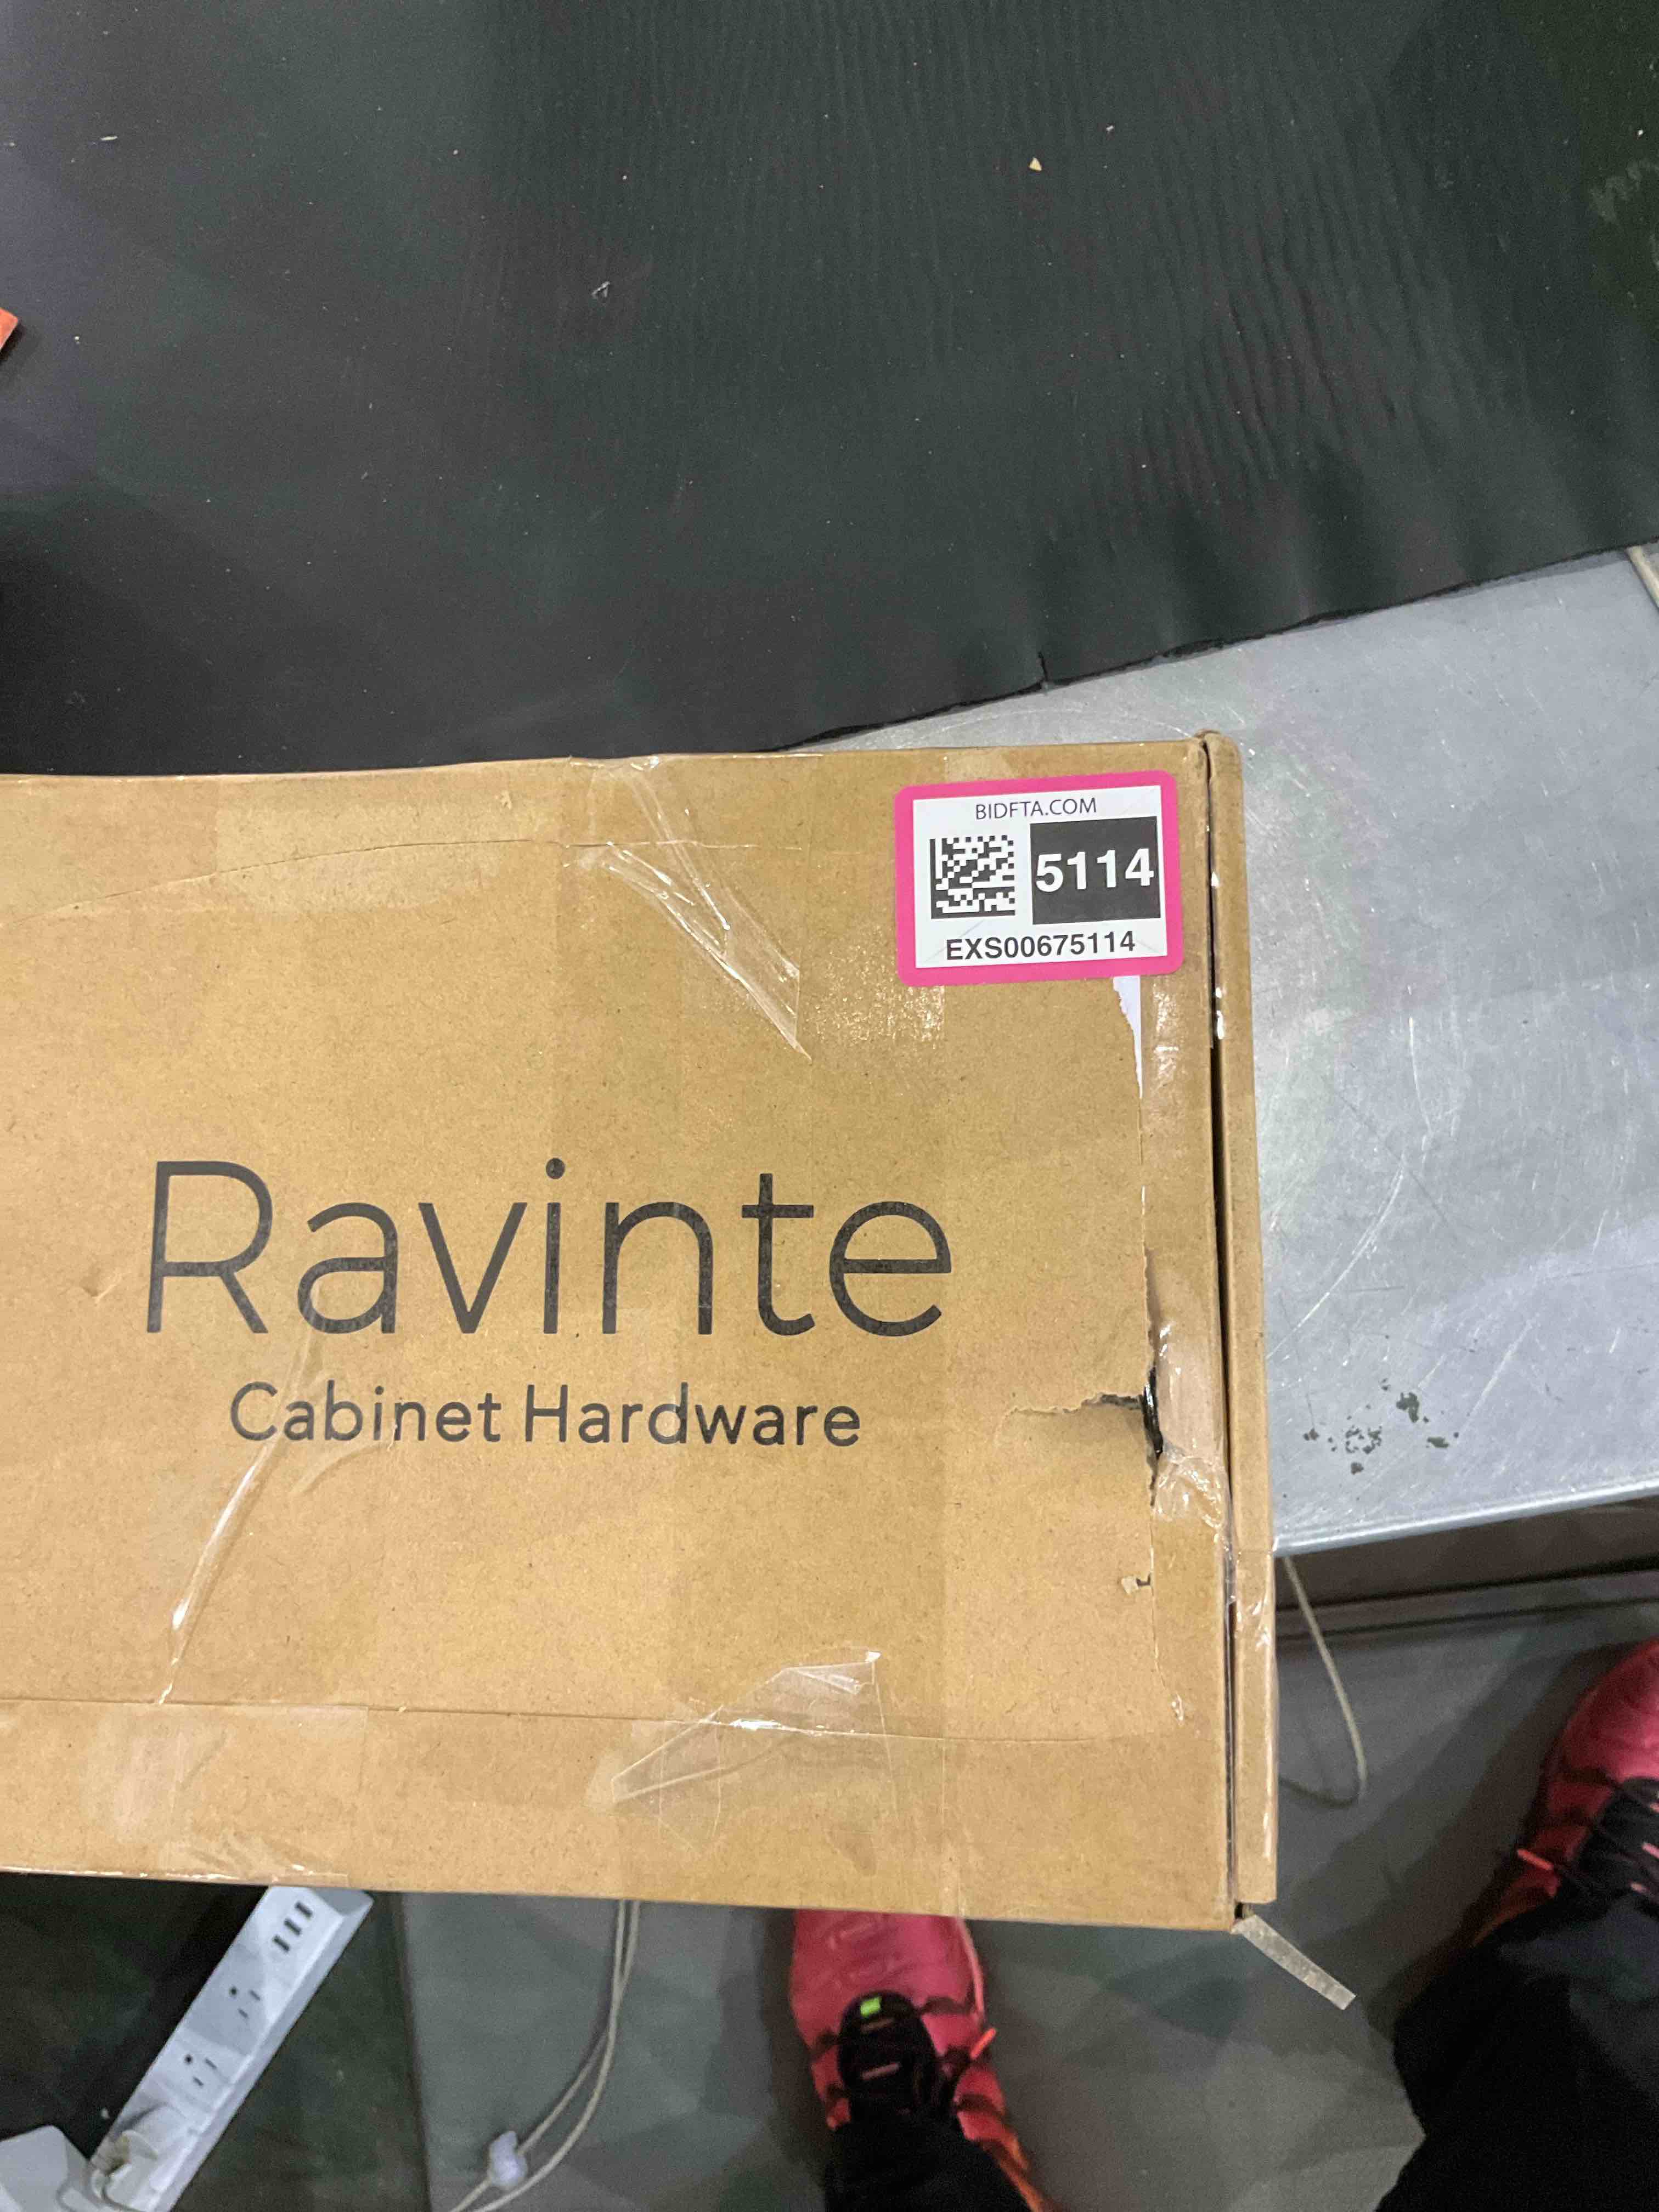 BIDFTA.COM
5114
EXS00675114
Ravinte
Cabinet Hardware